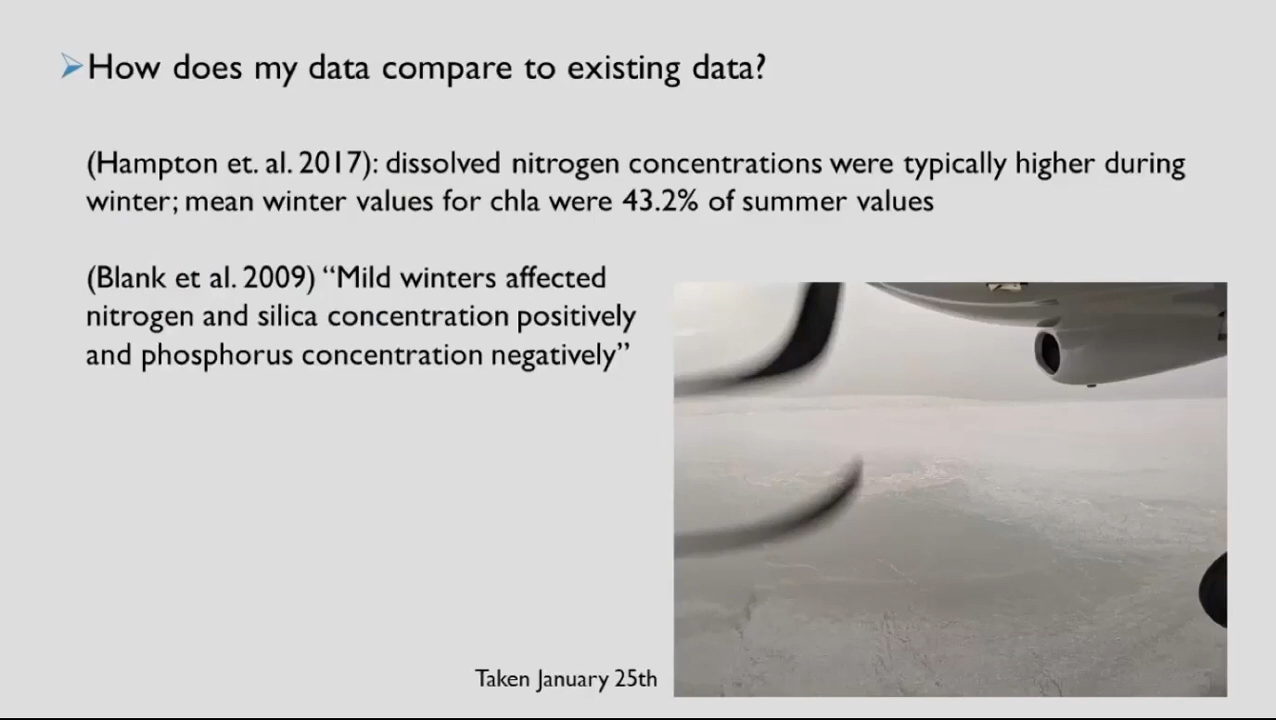 How does my data compare to existing data?
(Hampton et. al. 2017): dissolved nitrogen concentrations were typically higher during
winter; mean winter values for chla were 43.2% of summer values
(Blank et al. 2009) “Mild winters affected
nitrogen and silica concentration positively
and phosphorus concentration negatively”
Taken January 25th